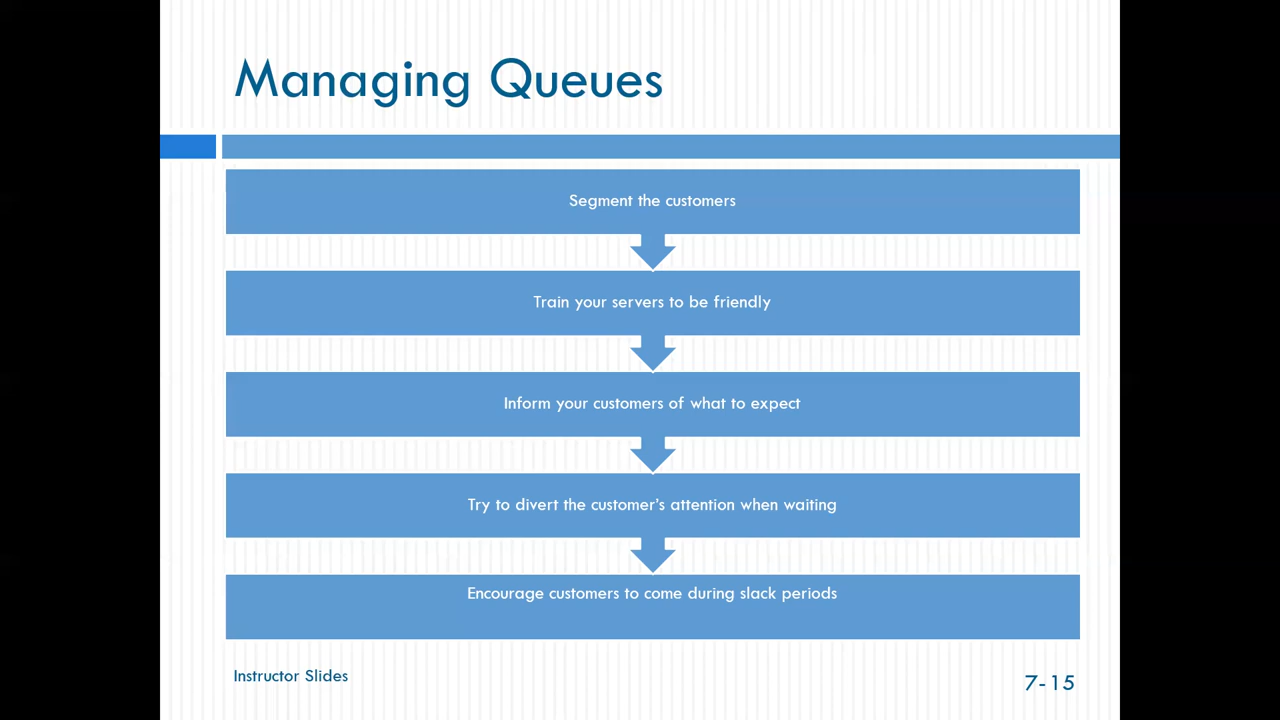 Managing Queues
Segment the customers
Train your servers to be friendly
Inform your customers of what to expect
Try to divert the customer's attention when waiting
Encourage customers to come during slack periods
Instructor Slides
7-15